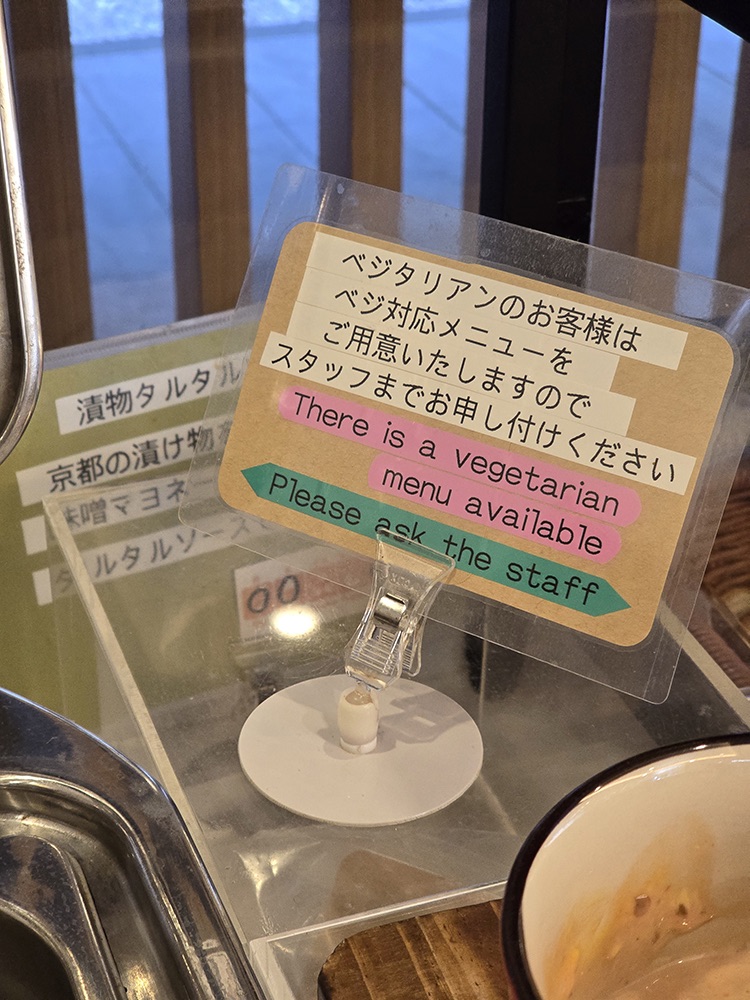 ベジタリアンのお客様は
ベジ対応メニューを
ご用意いたしますので
スタッフまでお申し付けください
There is a vegetarian
menu available
Please ask the staff
漬物タルタル
京都の漬け物
味噌マヨネ
タルタルソース
00